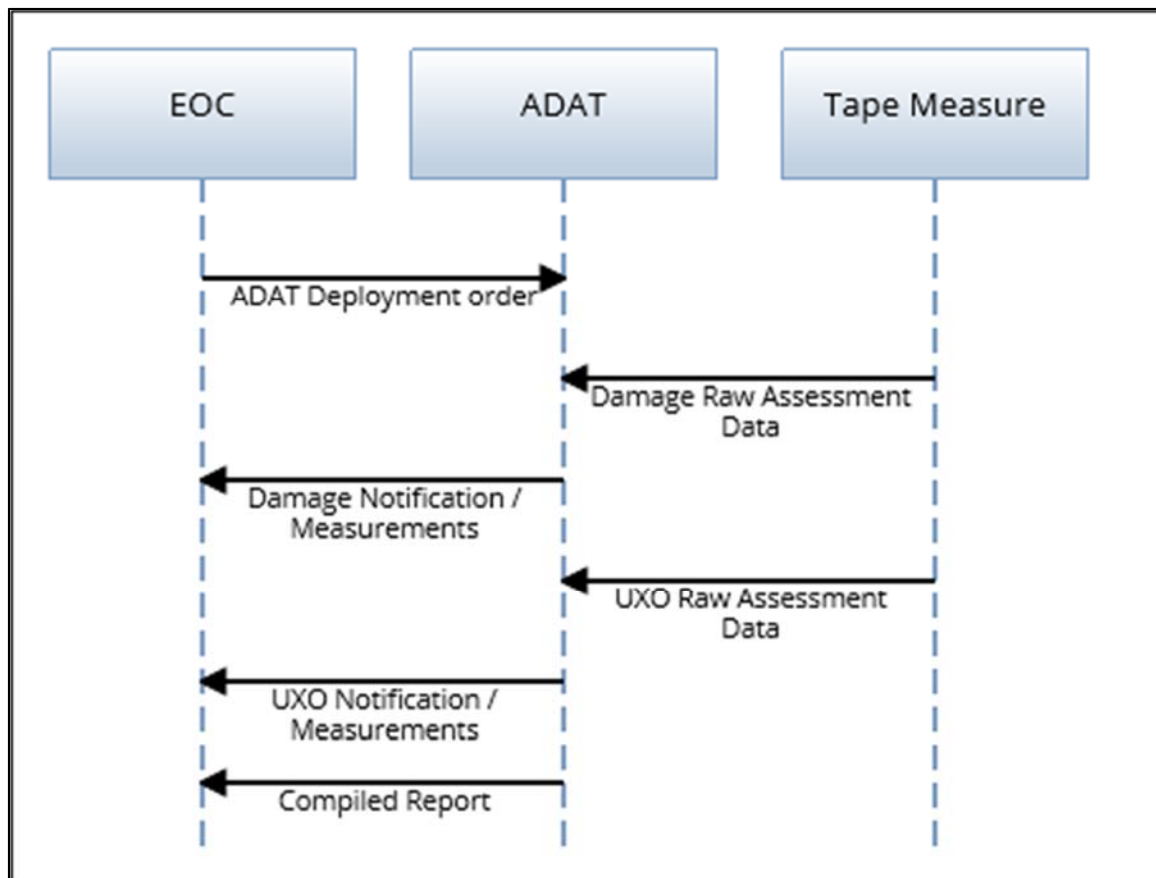 EOC
ADAT
Tape Measure
ADAT Deployment order
Damage Raw Assessment
Data
Damage Notification /
Measurements
UXO Raw Assessment
Data
UXO Notification /
Measurements
Compiled Report